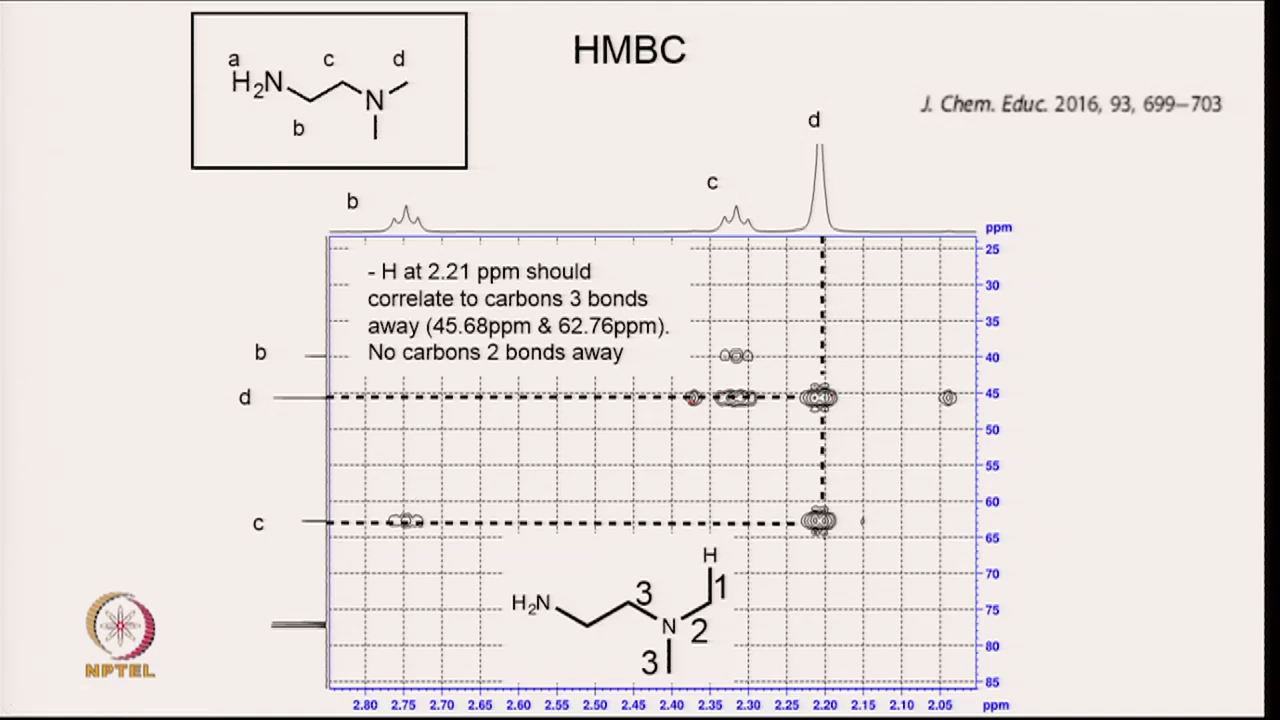 HMBC
a
c
d
H₂N
N
b
J. Chem. Educ. 2016, 93, 699–703
d
c
b
ppm
- H at 2.21 ppm should
correlate to carbons 3 bonds
away (45.68ppm & 62.76ppm).
No carbons 2 bonds away
25
30
35
40
45
50
55
60
65
70
75
80
85
b
d
c
H
H₂N
3
1
N
2
3
NPTEL
2.80 2.75 2.70 2.65 2.60 2.55 2.50 2.45 2.40 2.35 2.30 2.25 2.20 2.15 2.10 2.05 ppm